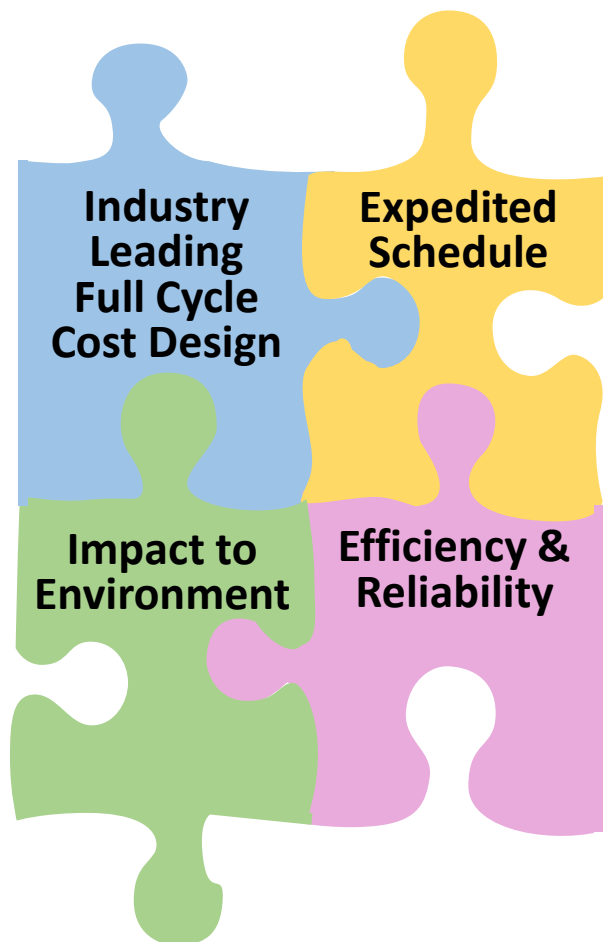 Industry
Leading
Full Cycle
Cost Design
Expedited
Schedule
Impact to
Environment
Efficiency &
Reliability